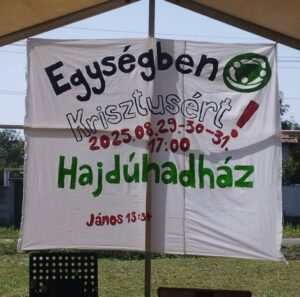 Egységben
Krisztusért!
2025.08.29.-30-31.
17:00
Hajdúhadház
János 13:34